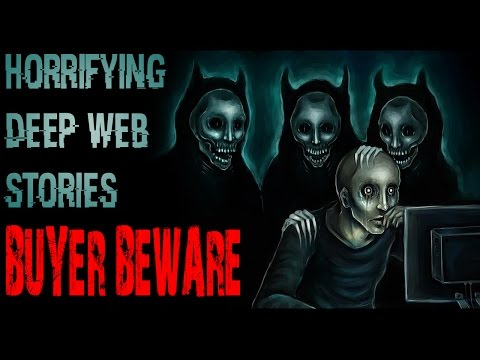 HORRIFYING
DEEP WEB
STORIES
BUYER BEWARE